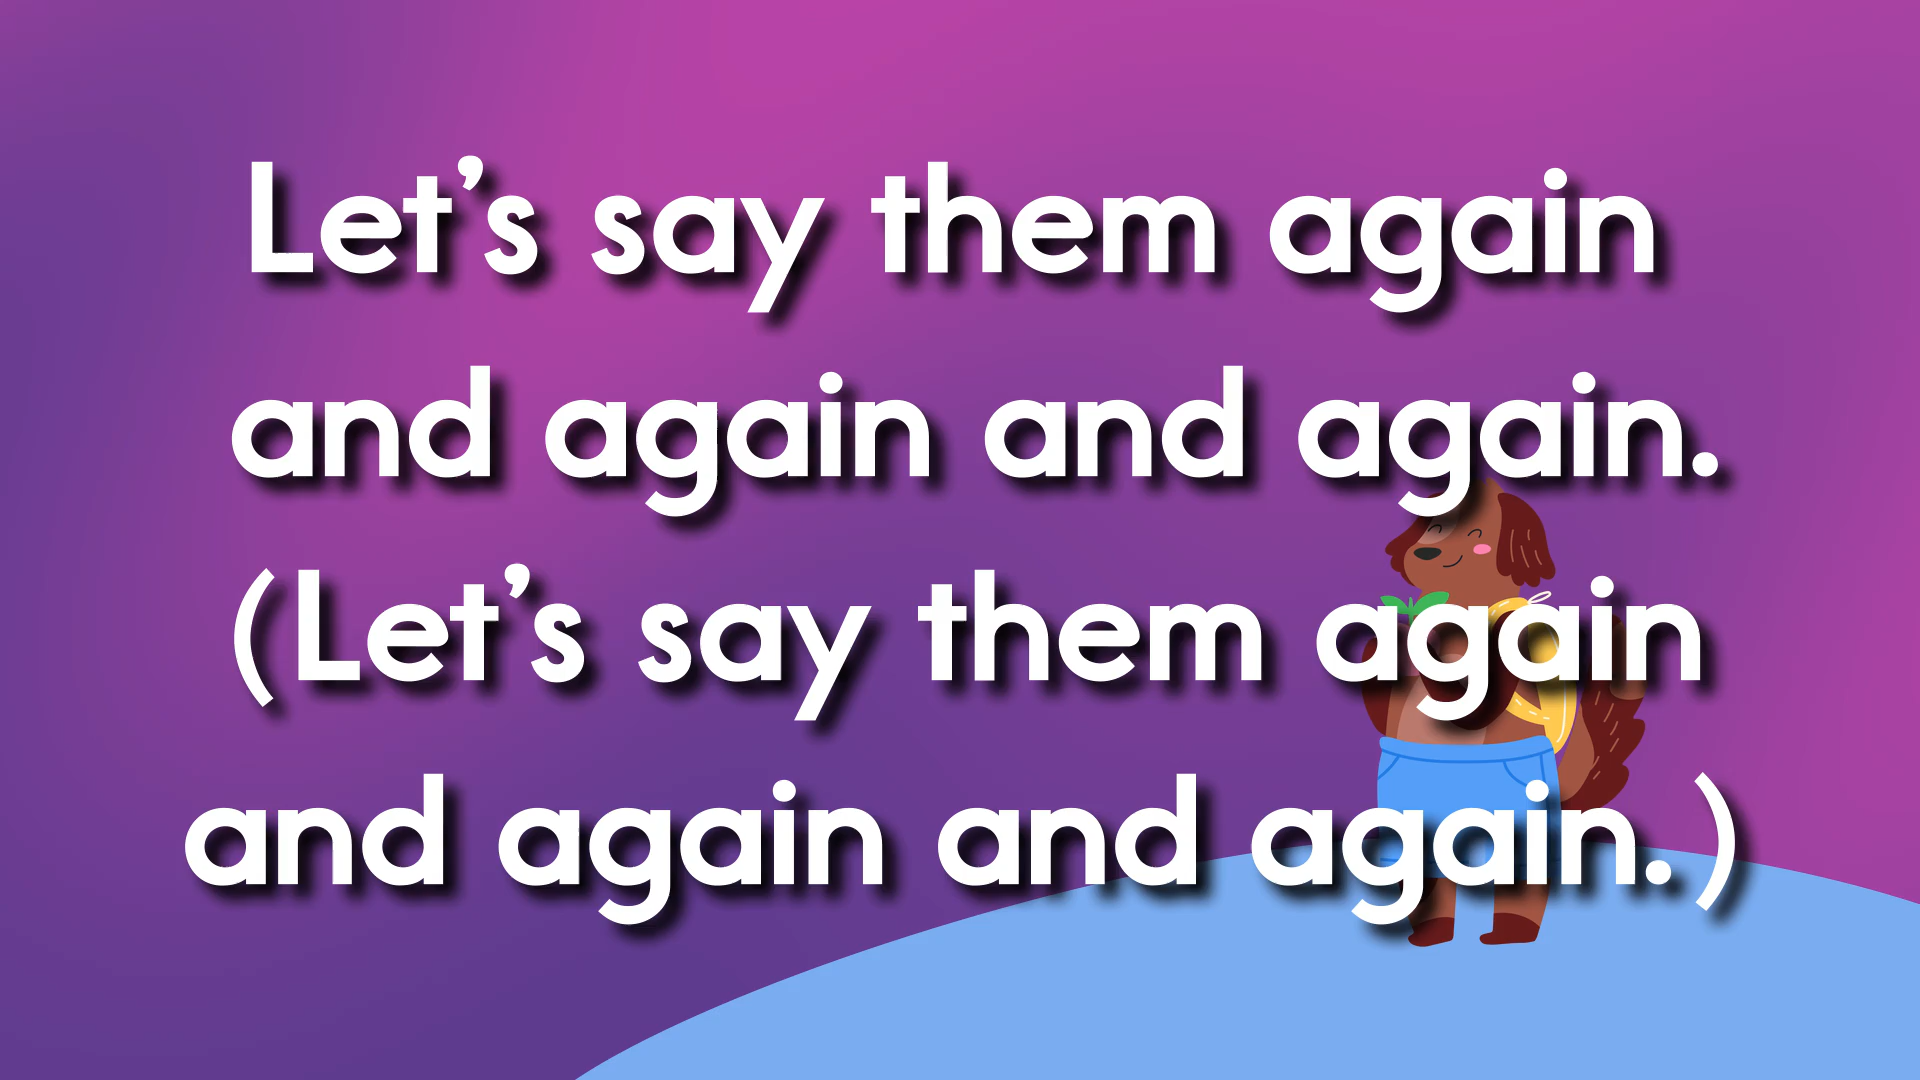 Let’s say them again
and again and again.
(Let’s say them again
and again and again.)